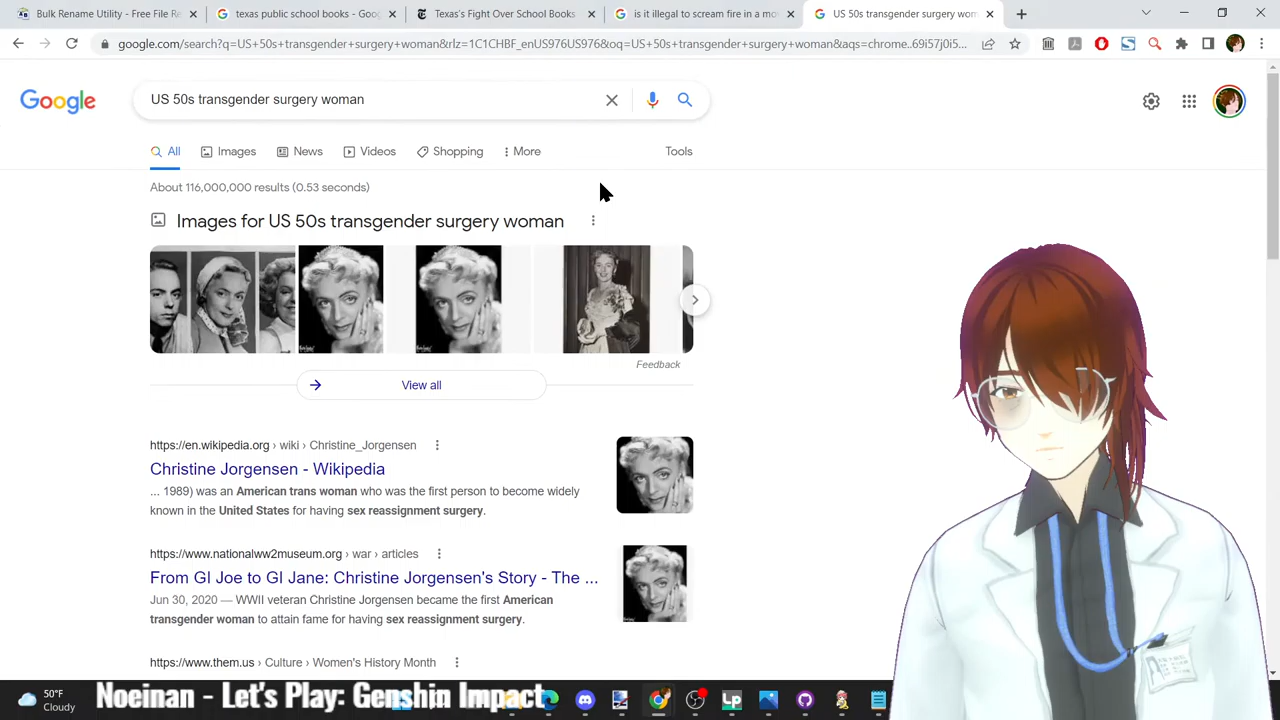 Bulk Rename Utility - Free File Re
texas public school books - Goog
Texas's Fight Over School Books
is it illegal to scream fire in a mo
US 50s transgender surgery wom
google.com/search?q=US+50s+transgender+surgery+woman&rlz=1C1CHBF_enUS976US976&oq=US+50s+transgender+surgery+woman&aqs=chrome..69i57j0i5...
Google
US 50s transgender surgery woman
All
Images
News
Videos
Shopping
More
Tools
About 116,000,000 results (0.53 seconds)
Images for US 50s transgender surgery woman
Feedback
View all
https://en.wikipedia.org › wiki › Christine_Jorgensen
Christine Jorgensen - Wikipedia
... 1989) was an American trans woman who was the first person to become widely
known in the United States for having sex reassignment surgery.
https://www.nationalww2museum.org › war › articles
From GI Joe to GI Jane: Christine Jorgensen's Story - The ...
Jun 30, 2020 — WWII veteran Christine Jorgensen became the first American
transgender woman to attain fame for having sex reassignment surgery.
https://www.them.us › Culture › Women's History Month
50°F
Cloudy
Noeinan - Let's Play: Genshin Impact